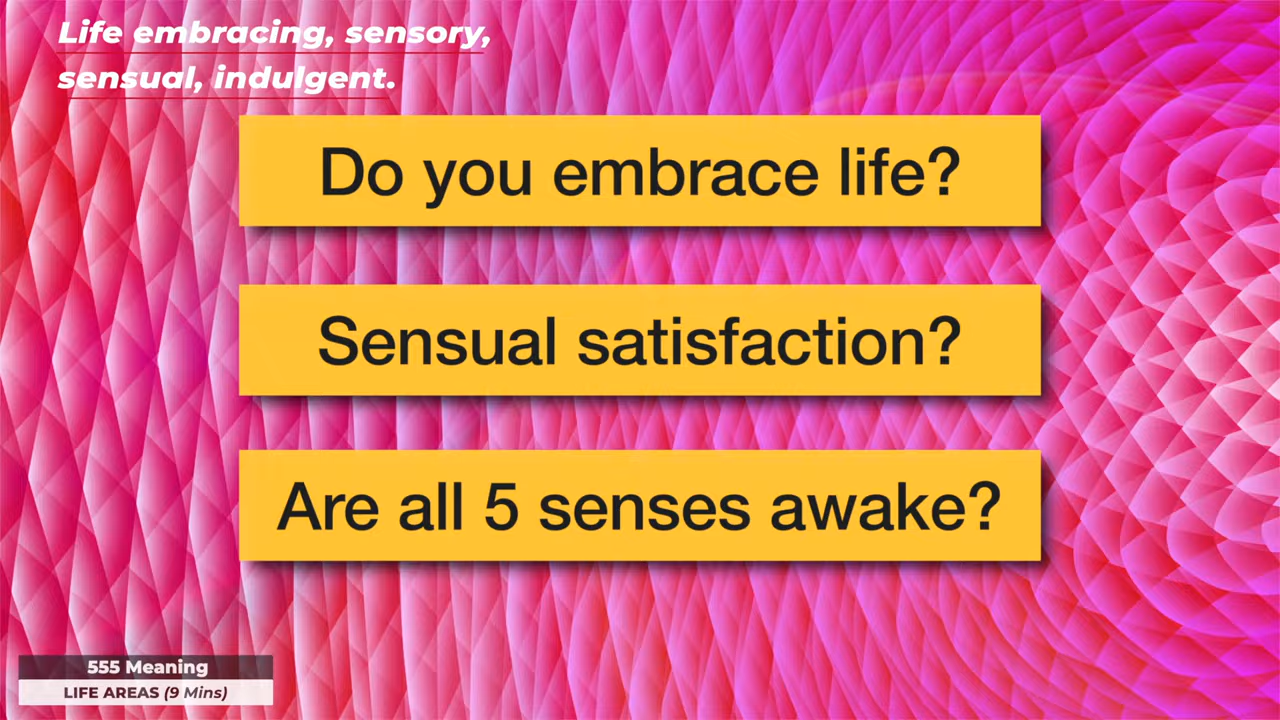 Life embracing, sensory,
sensual, indulgent.
Do you embrace life?
Sensual satisfaction?
Are all 5 senses awake?
555 Meaning
LIFE AREAS (9 Mins)